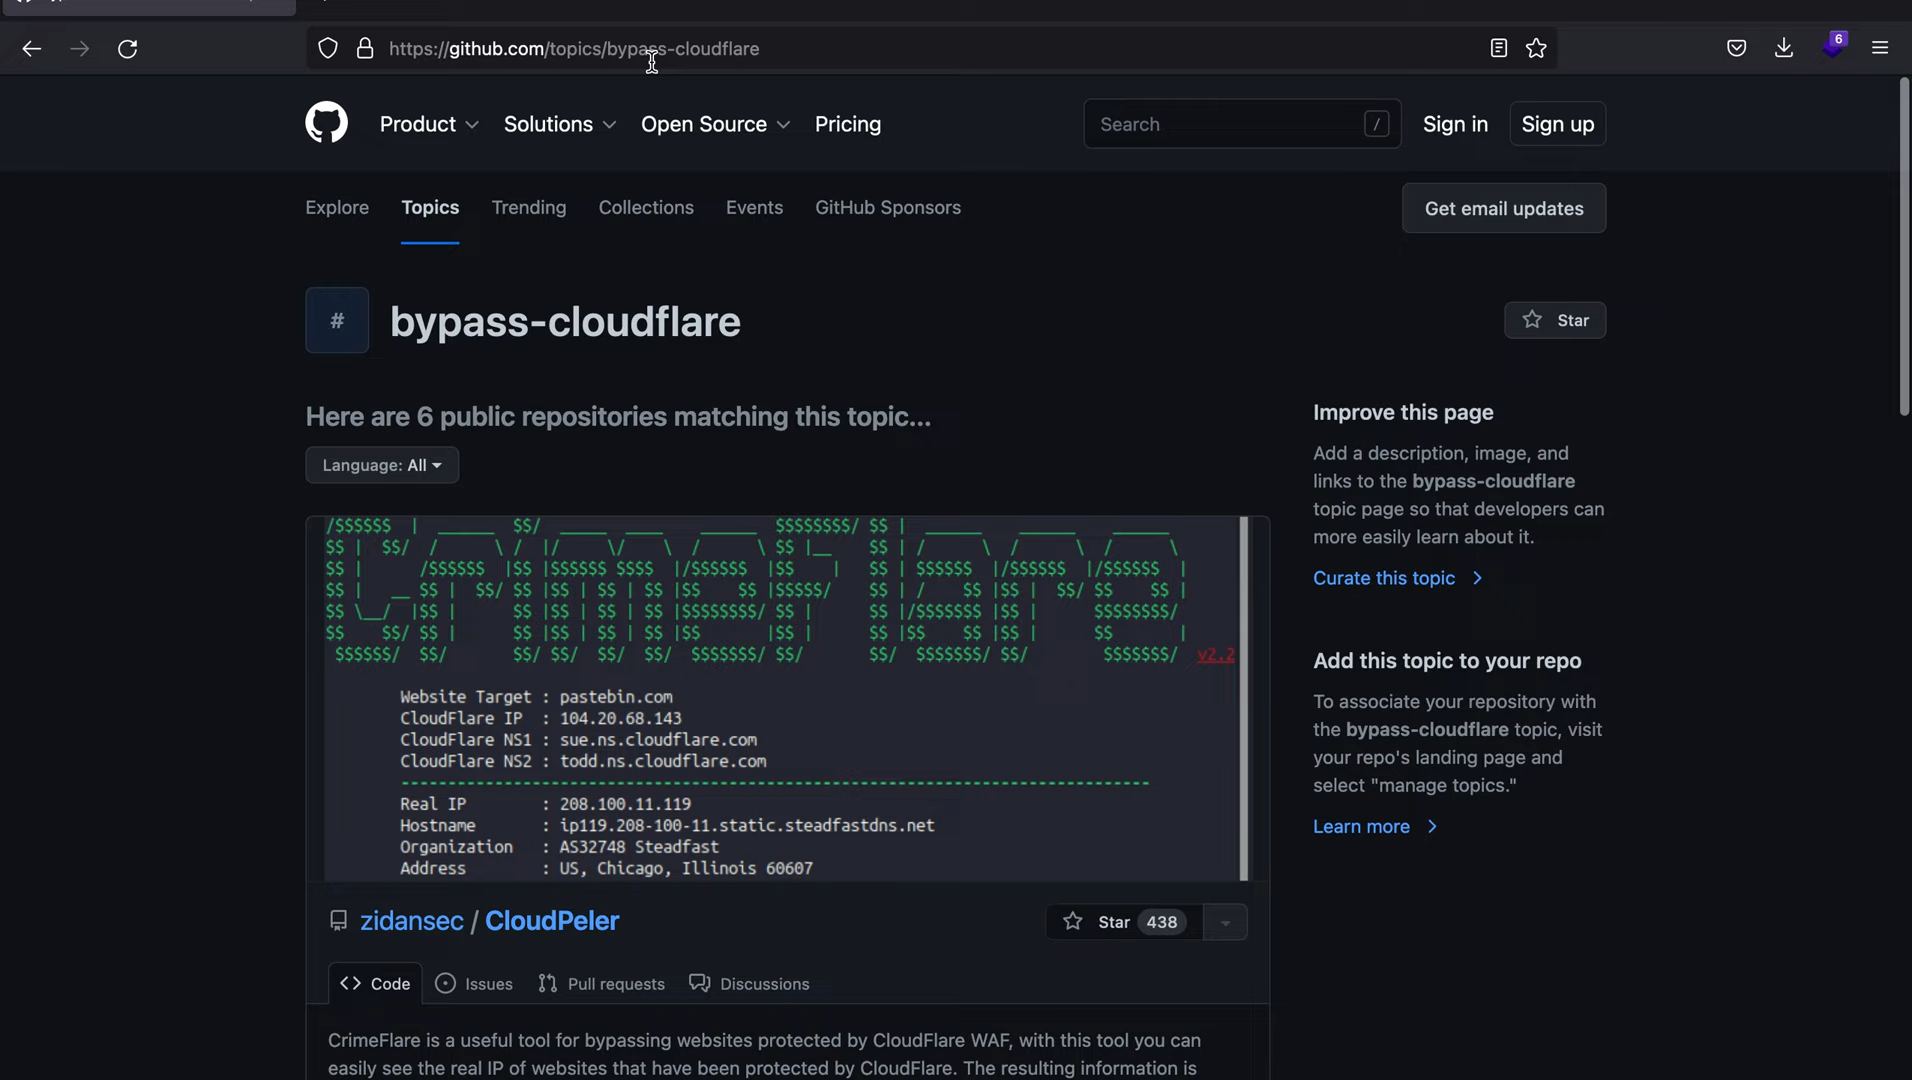 https://github.com/topics/bypass-cloudflare
6
Product
Solutions
Open Source
Pricing
Search
/
Sign in
Sign up
Explore
Topics
Trending
Collections
Events
GitHub Sponsors
Get email updates
#
bypass-cloudflare
Star
Here are 6 public repositories matching this topic...
Language: All
v2.2
Website Target : pastebin.com
CloudFlare IP : 104.20.68.143
CloudFlare NS1 : sue.ns.cloudflare.com
CloudFlare NS2 : todd.ns.cloudflare.com
Real IP : 208.100.11.119
Hostname : ip119.208-100-11.static.steadfastdns.net
Organization : AS32748 Steadfast
Address : US, Chicago, Illinois 60607
zidansec / CloudPeler
Star 438
Code
Issues
Pull requests
Discussions
CrimeFlare is a useful tool for bypassing websites protected by CloudFlare WAF, with this tool you can
easily see the real IP of websites that have been protected by CloudFlare. The resulting information is
Improve this page
Add a description, image, and
links to the bypass-cloudflare
topic page so that developers can
more easily learn about it.
Curate this topic
Add this topic to your repo
To associate your repository with
the bypass-cloudflare topic, visit
your repo's landing page and
select "manage topics."
Learn more